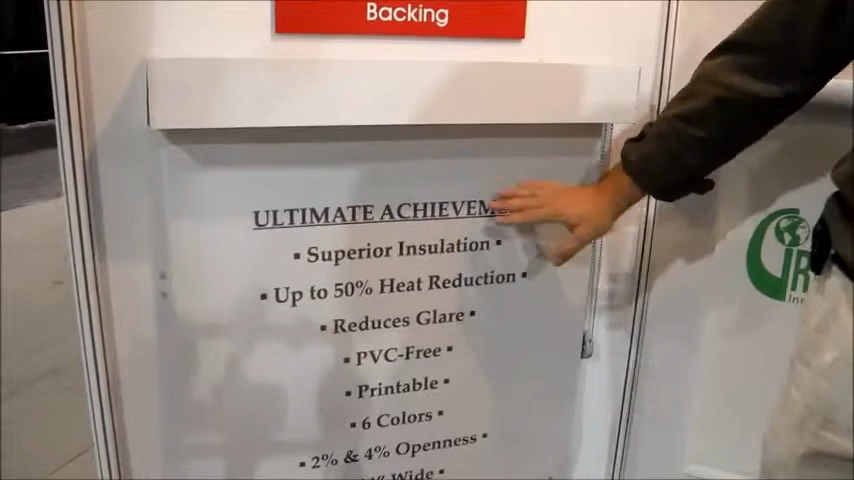 Backing
ULTIMATE ACHIEVEME
▪ Superior Insulation ▪
▪ Up to 50% Heat Reduction ▪
▪ Reduces Glare ▪
▪ PVC-Free ▪
▪ Printable ▪
▪ 6 Colors ▪
▪ 2% & 4% Openness ▪
Wide ▪